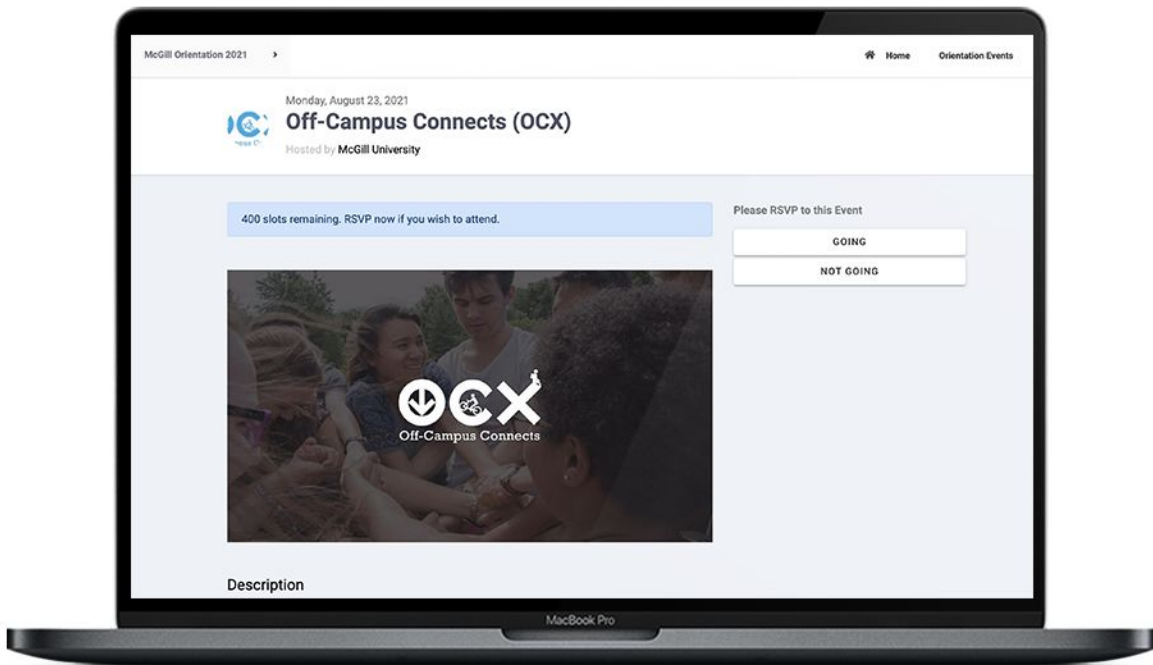 McGill Orientation 2021
Home
Orientation Events
Monday, August 23, 2021
Off-Campus Connects (OCX)
Hosted by McGill University
400 slots remaining. RSVP now if you wish to attend.
Please RSVP to this Event
GOING
NOT GOING
OCX
Off-Campus Connects
Description
MacBook Pro